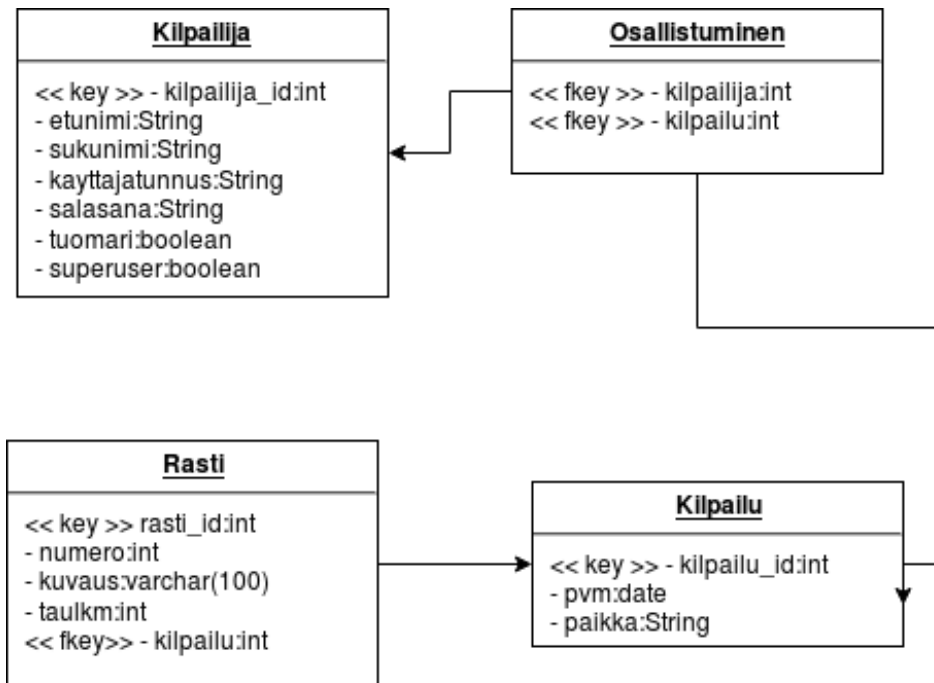 Kilpailija
<< key >> - kilpailija_id:int
- etunimi:String
- sukunimi:String
- kayttajatunnus:String
- salasana:String
- tuomari:boolean
- superuser:boolean
Osallistuminen
<< fkey >> - kilpailija:int
<< fkey >> - kilpailu:int
Rasti
<< key >> rasti_id:int
- numero:int
- kuvaus:varchar(100)
- taulkm:int
<< fkey>> - kilpailu:int
Kilpailu
<< key >> - kilpailu_id:int
- pvm:date
- paikka:String